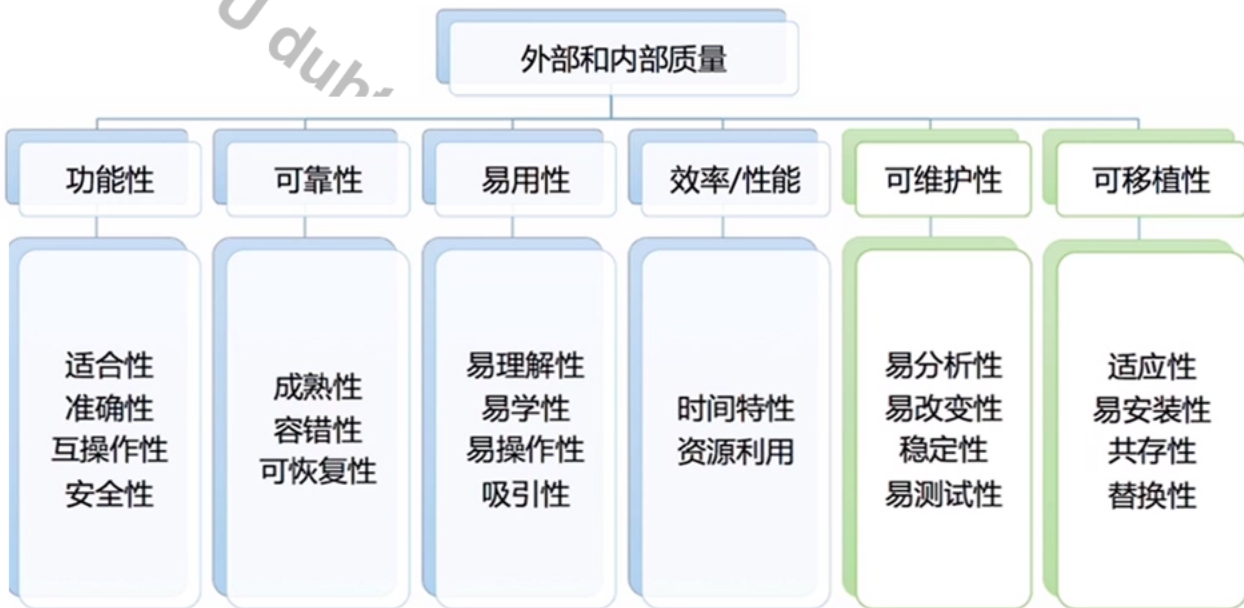 外部和内部质量
功能性
可靠性
易用性
效率/性能
可维护性
可移植性
适合性
准确性
互操作性
安全性
成熟性
容错性
可恢复性
易理解性
易学性
易操作性
吸引性
时间特性
资源利用
易分析性
易改变性
稳定性
易测试性
适应性
易安装性
共存性
替换性